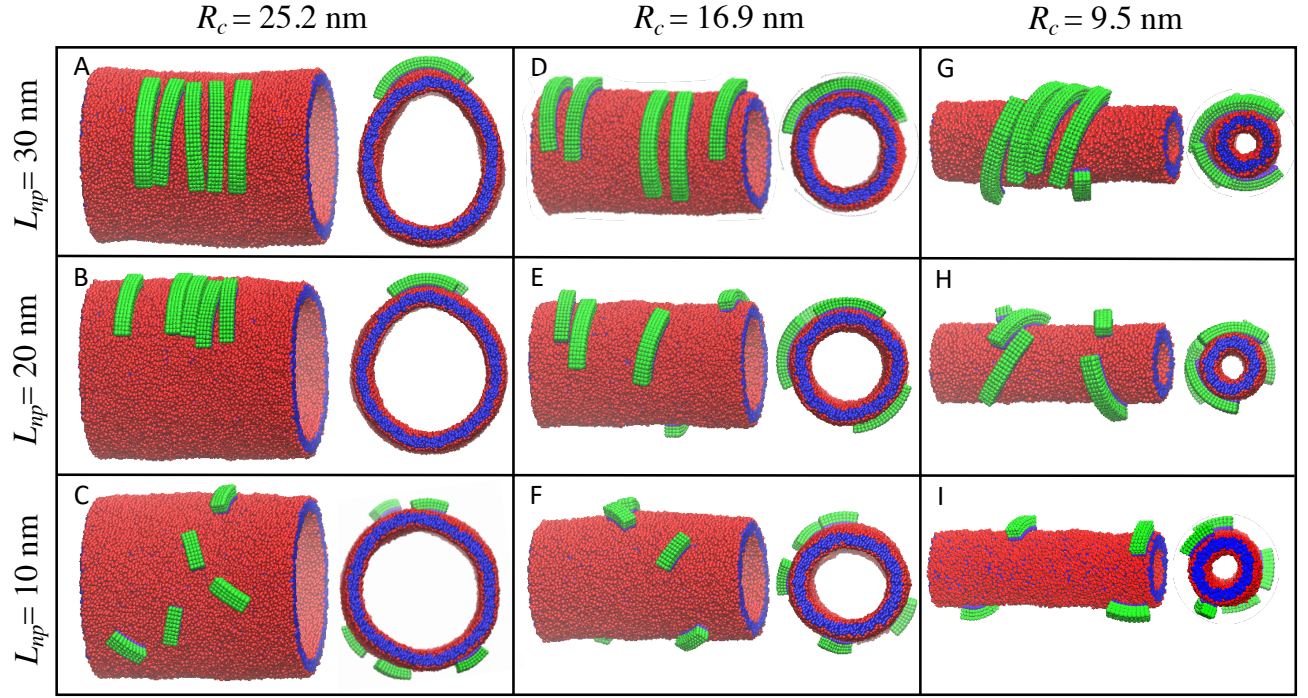 R_c = 25.2 nm
R_c = 16.9 nm
R_c = 9.5 nm
L_np= 30 nm
A
D
G
L_np= 20 nm
B
E
H
L_np= 10 nm
C
F
I